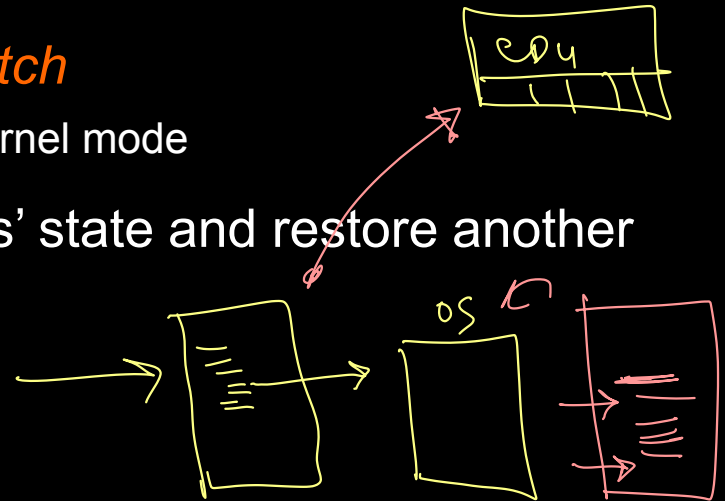 tch
CPU
rnel mode
s' state and restore another
OS